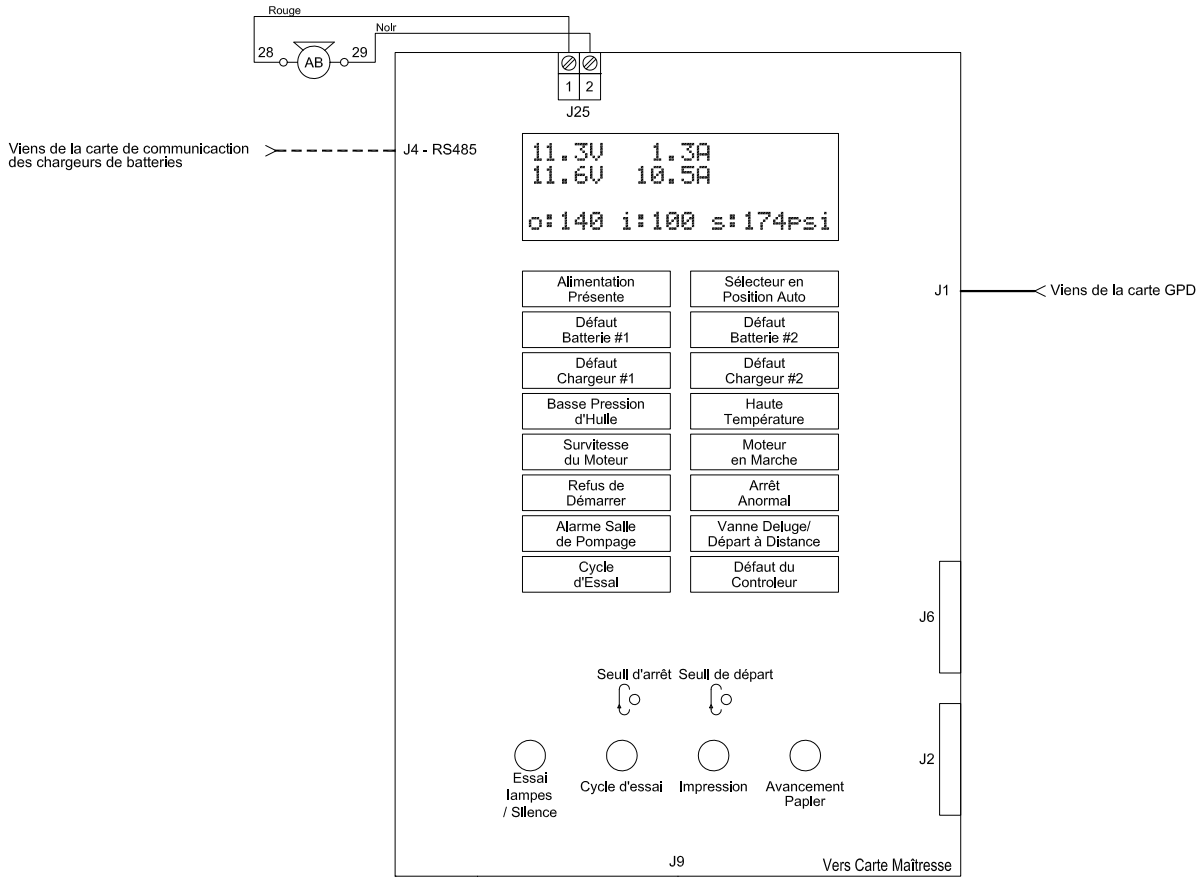 Rouge
Noir
28
AB
29
1 2
J25
Viens de la carte de communicaction
des chargeurs de batteries
J4 - RS485
11.3V 1.3A
11.6V 10.5A
o:140 i:100 s:174psi
J1
Viens de la carte GPD
Alimentation
Présente
Sélecteur en
Position Auto
Défaut
Batterie #1
Défaut
Batterie #2
Défaut
Chargeur #1
Défaut
Chargeur #2
Basse Pression
d'Huile
Haute
Température
Survitesse
du Moteur
Moteur
en Marche
Refus de
Démarrer
Arrêt
Anormal
Alarme Salle
de Pompage
Vanne Deluge/
Départ à Distance
Cycle
d'Essai
Défaut du
Controleur
J6
Seuil d'arrêt
Seuil de départ
J2
Essai
lampes
/ Silence
Cycle d'essai
Impression
Avancement
Papier
J9
Vers Carte Maîtresse